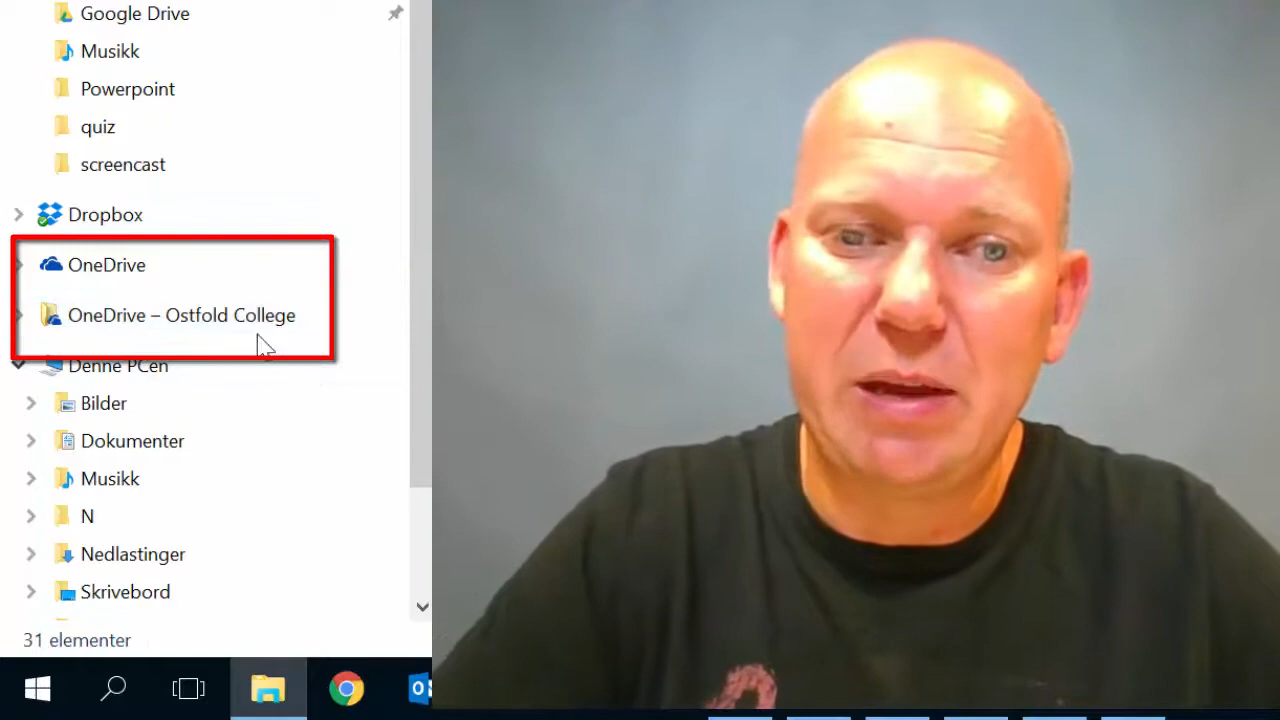 Google Drive
Musikk
Powerpoint
quiz
screencast
Dropbox
OneDrive
OneDrive – Ostfold College
Denne PCen
Bilder
Dokumenter
Musikk
N
Nedlastinger
Skrivebord
31 elementer